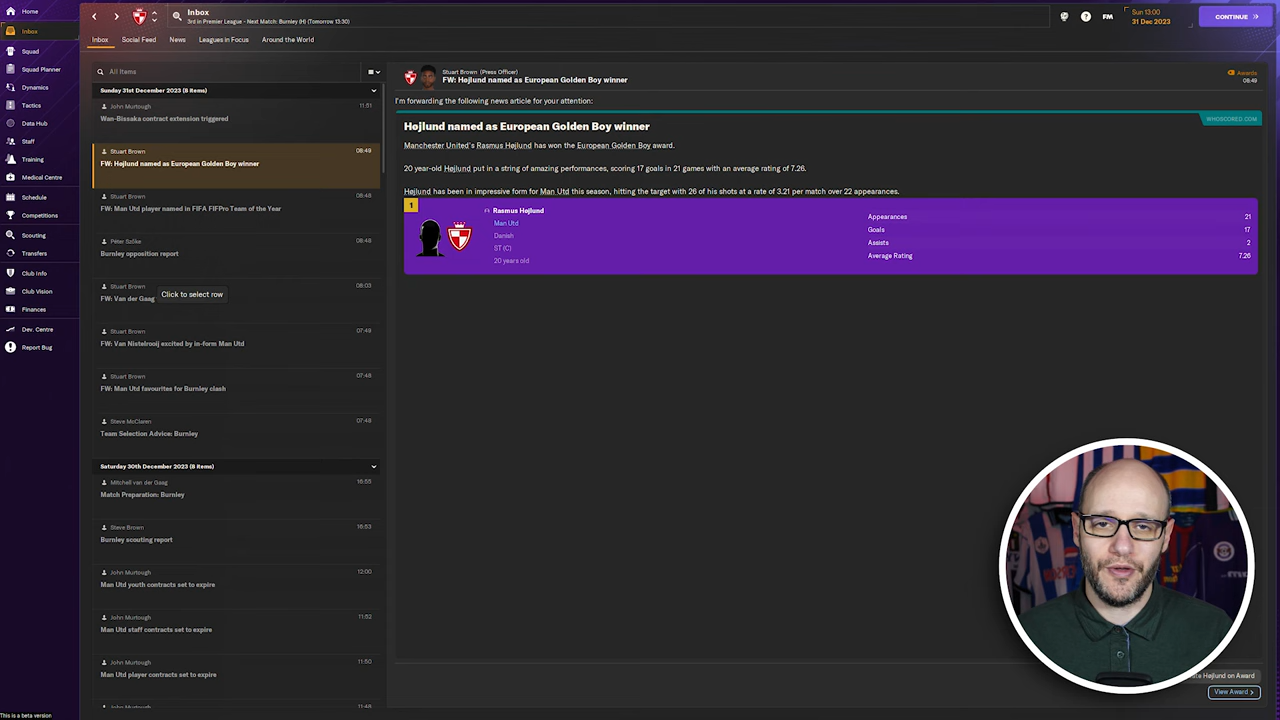 Home
Inbox
Squad
Squad Planner
Dynamics
Tactics
Data Hub
Staff
Training
Medical Centre
Schedule
Competitions
Scouting
Transfers
Club Info
Club Vision
Finances
Dev. Centre
Report Bug
This is a beta version
Inbox
3rd in Premier League - Next Match: Burnley (H) (Tomorrow 13:30)
FM
Sun 13:00
31 Dec 2023
CONTINUE
Inbox
Social Feed
News
Leagues in Focus
Around the World
All Items
Sunday 31st December 2023 (8 Items)
John Murtough 11:51
Wan-Bissaka contract extension triggered
Stuart Brown 08:49
FW: Højlund named as European Golden Boy winner
Stuart Brown 08:48
FW: Man Utd player named in FIFA FIFPro Team of the Year
Péter Szőke 08:48
Burnley opposition report
Stuart Brown 08:03
FW: Van der Gaag
Click to select row
Stuart Brown 07:49
FW: Van Nistelrooij excited by in-form Man Utd
Stuart Brown 07:48
FW: Man Utd favourites for Burnley clash
Steve McClaren 07:48
Team Selection Advice: Burnley
Saturday 30th December 2023 (8 Items)
Mitchell van der Gaag 16:55
Match Preparation: Burnley
Steve Brown 16:53
Burnley scouting report
John Murtough 12:00
Man Utd youth contracts set to expire
John Murtough 11:52
Man Utd staff contracts set to expire
John Murtough 11:50
Man Utd player contracts set to expire
Stuart Brown (Press Officer)
FW: Højlund named as European Golden Boy winner
Awards
08:49
I'm forwarding the following news article for your attention:
WHOSCORED.COM
Højlund named as European Golden Boy winner
Manchester United's Rasmus Højlund has won the European Golden Boy award.
20 year-old Højlund put in a string of amazing performances, scoring 17 goals in 21 games with an average rating of 7.26.
Højlund has been in impressive form for Man Utd this season, hitting the target with 26 of his shots at a rate of 3.21 per match over 22 appearances.
1
Rasmus Højlund
Man Utd
Danish
ST (C)
20 years old
Appearances 21
Goals 17
Assists 2
Average Rating 7.26
Højlund on Award
View Award